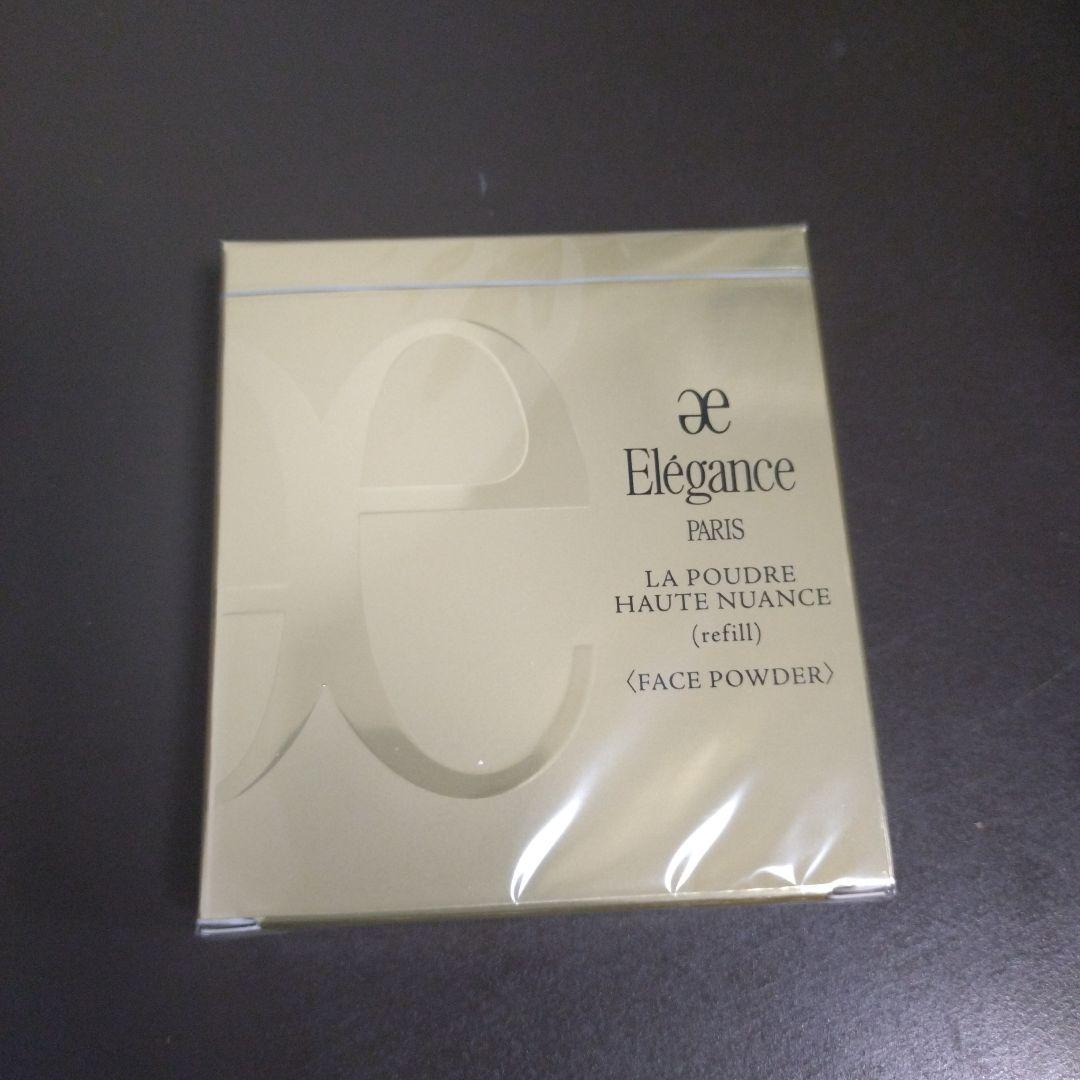 ӕ
Elégance
PARIS
LA POUDRE
HAUTE NUANCE
(refill)
〈FACE POWDER〉